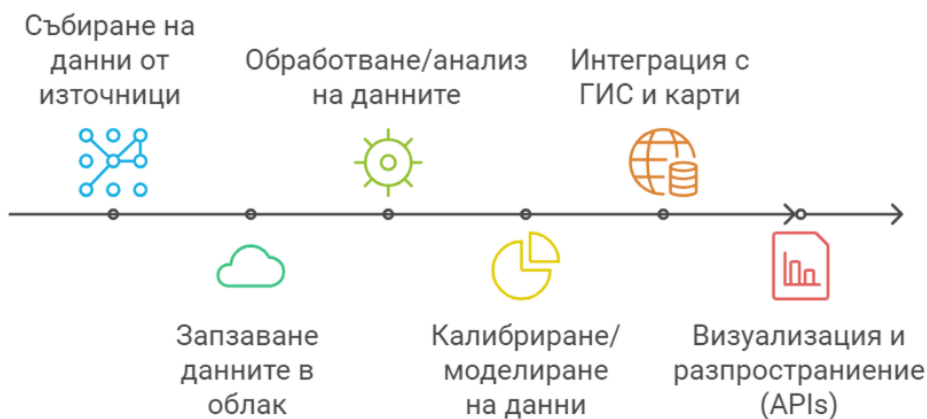 Събиране на
данни от
източници
Запзаване
данните в
облак
Обработване/анализ
на данните
Калибриране/
моделиране
на данни
Интеграция с
ГИС и карти
Визуализация и
разпространиение
(APIs)